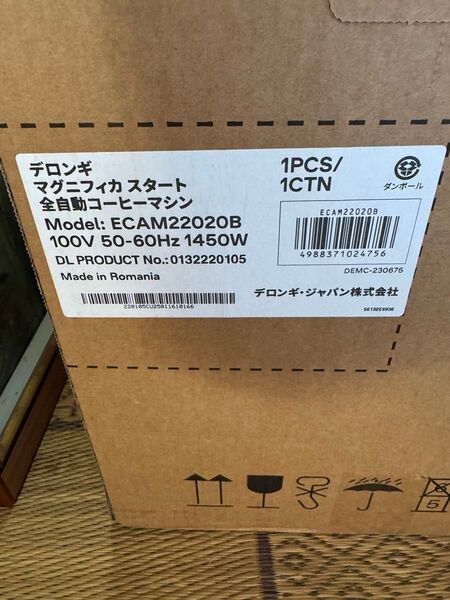 デロンギ
マグニフィカ スタート
全自動コーヒーマシン
Model: ECAM22020B
100V 50-60Hz 1450W
DL PRODUCT No.:0132220105
Made in Romania
220105CU25011610166
1PCS/
1CTN
ダンボール
ECAM22020B
4988371024756
DEMC-230675
デロンギ・ジャパン株式会社
5